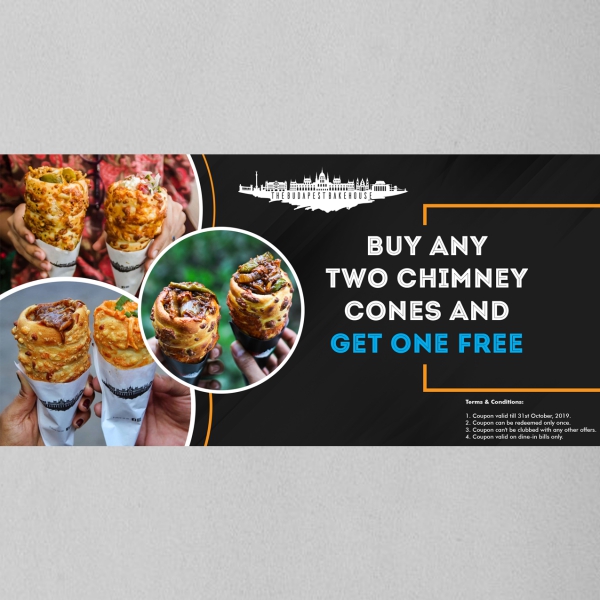 THE BUDAPEST BAKEHOUSE
BUY ANY
TWO CHIMNEY
CONES AND
GET ONE FREE
Terms & Conditions:
1. Coupon valid till 31st October, 2019.
2. Coupon can be redeemed only once.
3. Coupon can't be clubbed with any other offers.
4. Coupon valid on dine-in bills only.